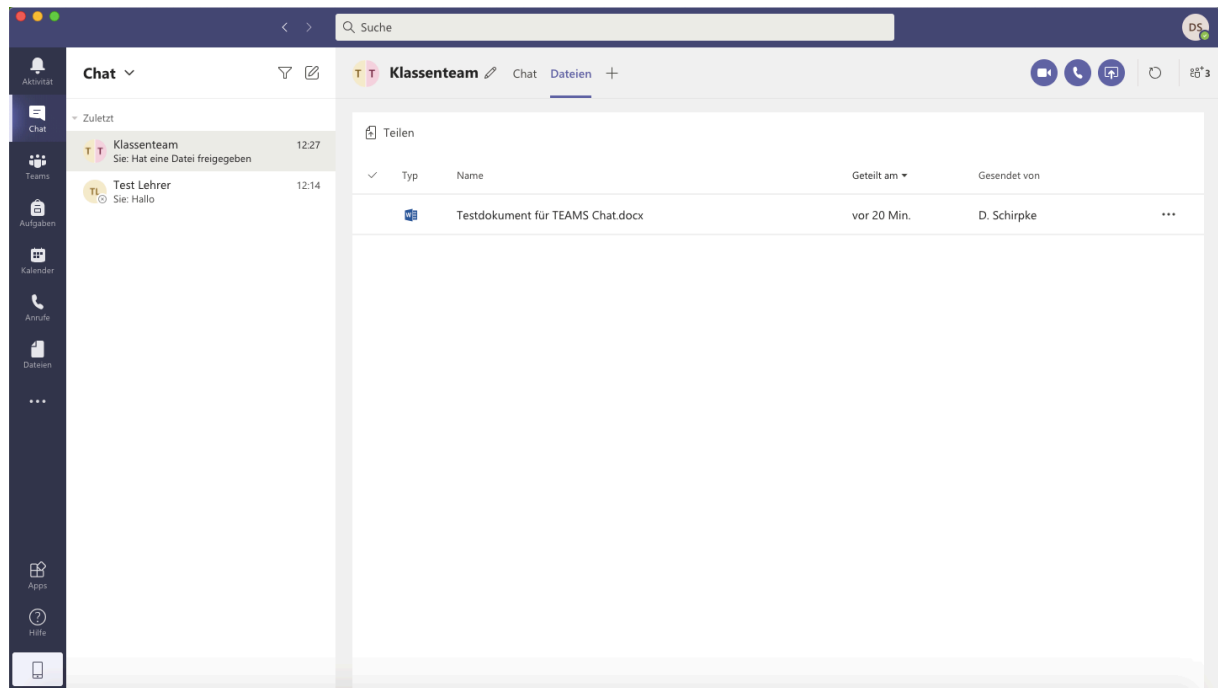 Suche
DS
Aktivität
Chat
Teams
Aufgaben
Kalender
Anrufe
Dateien
Apps
Hilfe
Chat
Zuletzt
T T Klassenteam 12:27
Sie: Hat eine Datei freigegeben
TL Test Lehrer 12:14
Sie: Hallo
T T Klassenteam Chat Dateien 3
Teilen
Typ Name Geteilt am Gesendet von
Testdokument für TEAMS Chat.docx vor 20 Min. D. Schirpke